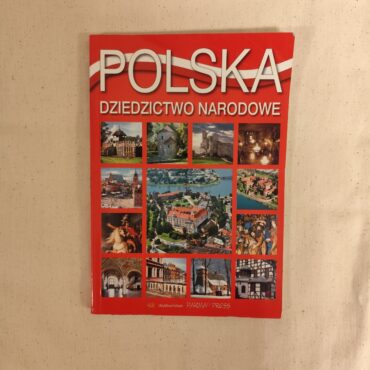 POLSKA
DZIEDZICTWO NARODOWE
PARMA PRESS